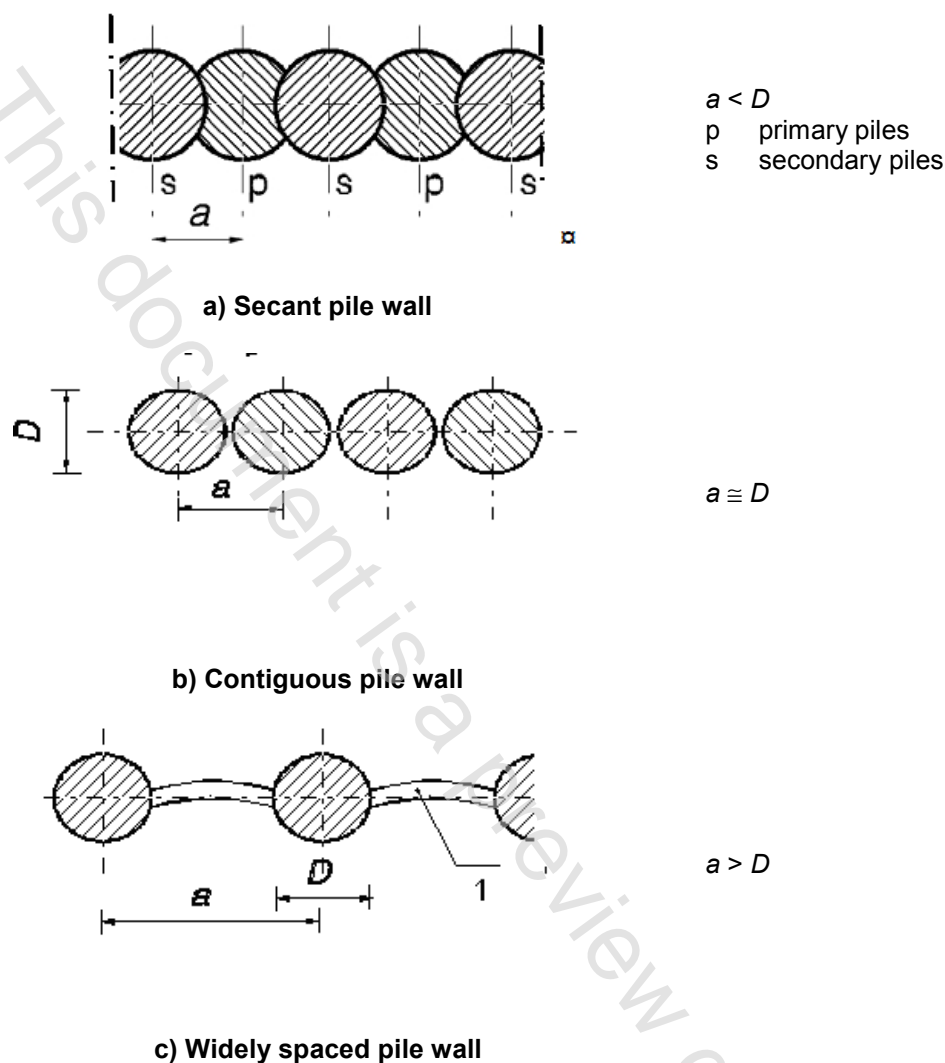 a < D
p primary piles
s secondary piles
s p s p s
a
¤
a) Secant pile wall
D
a
a ≅ D
b) Contiguous pile wall
D
a
1
a > D
c) Widely spaced pile wall
This document is a preview